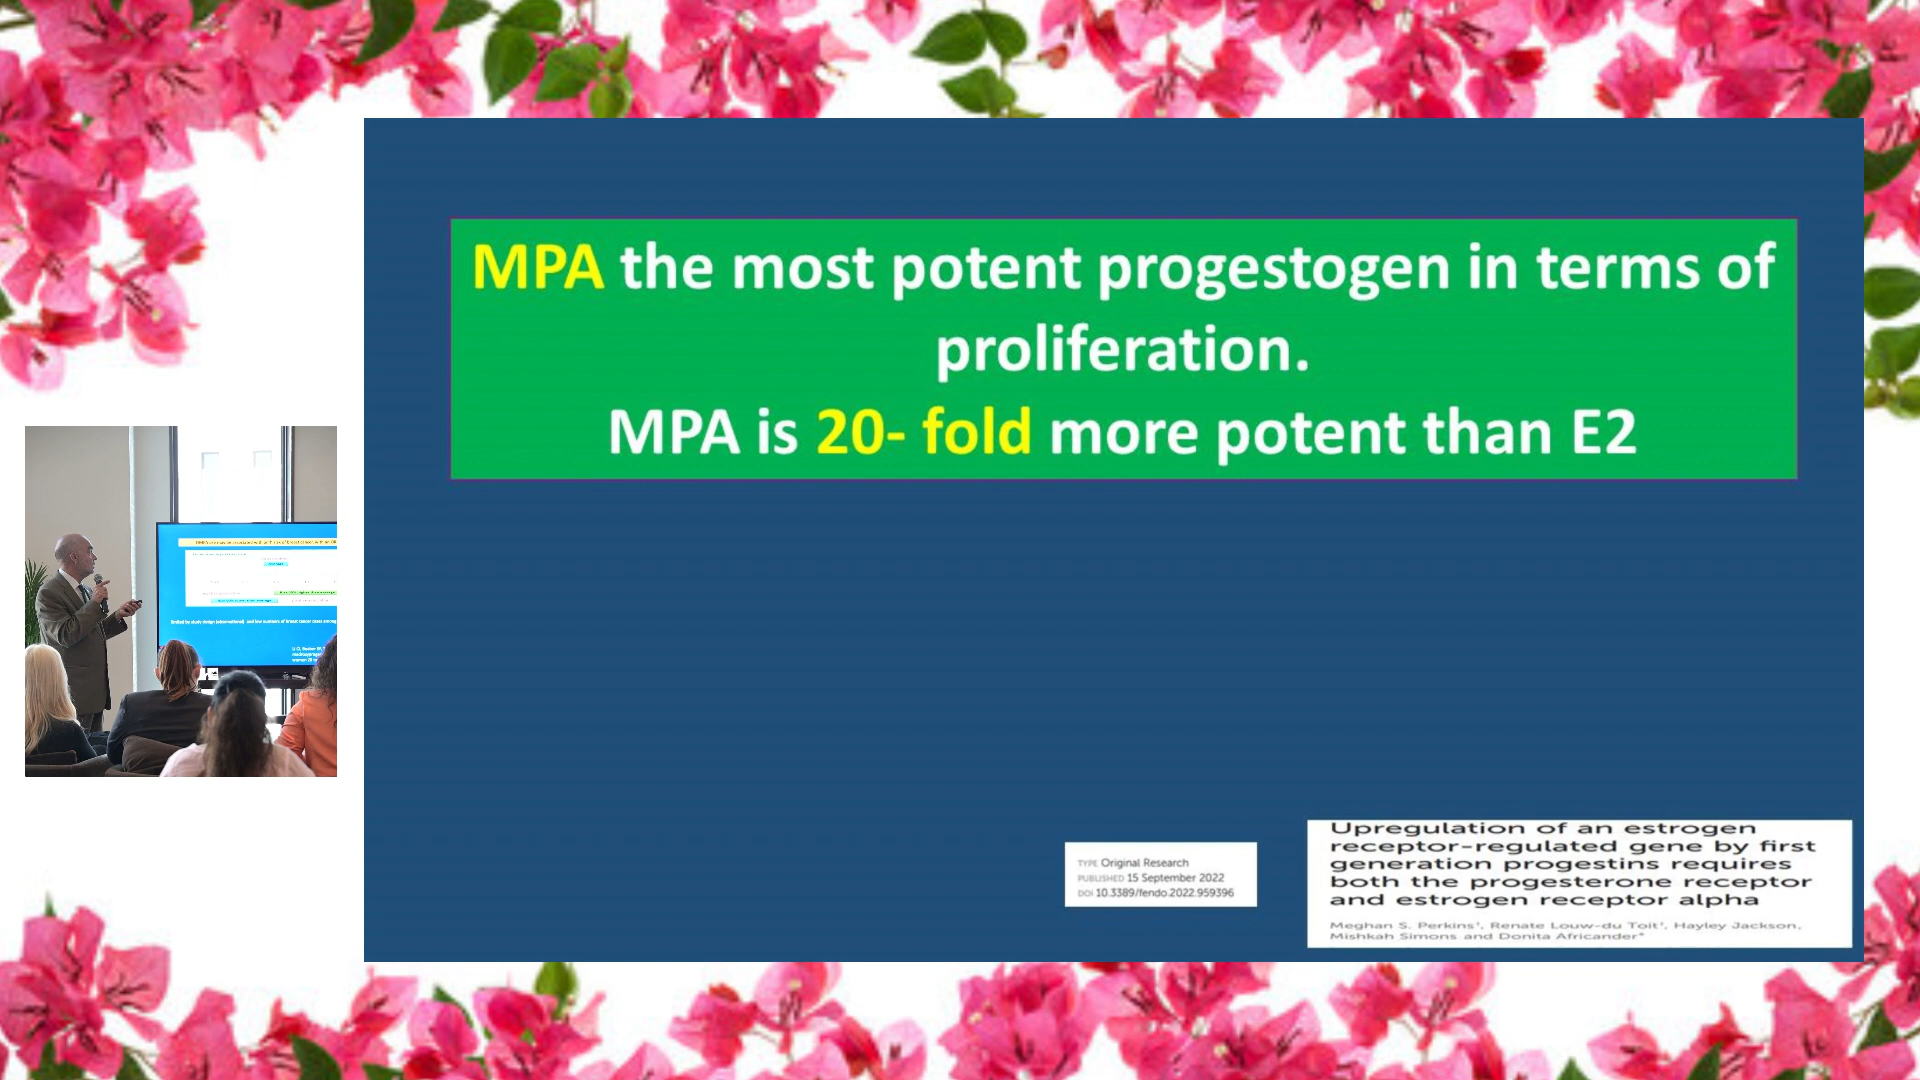 MPA the most potent progestogen in terms of
proliferation.
MPA is 20- fold more potent than E2
TYPE Original Research
PUBLISHED 15 September 2022
DOI 10.3389/fendo.2022.959396
Upregulation of an estrogen
receptor-regulated gene by first
generation progestins requires
both the progesterone receptor
and estrogen receptor alpha
Meghan S. Perkins†, Renate Louw-du Toit†, Hayley Jackson,
Mishkah Simons and Donita Africander*